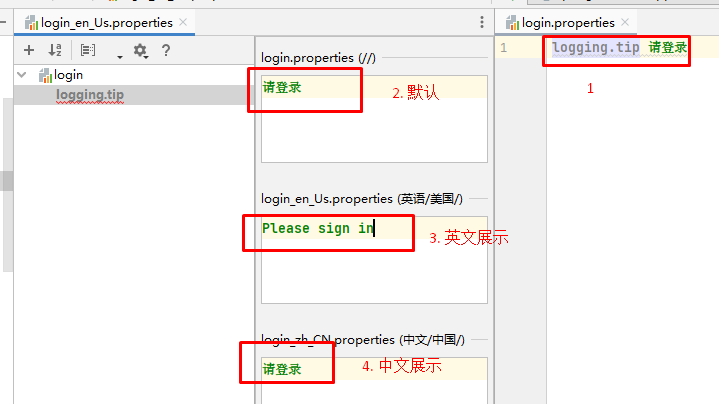 login_en_Us.properties
login
logging.tip
login.properties (//)
请登录
2. 默认
login_en_Us.properties (英语/美国/)
Please sign in
3. 英文展示
login_zh_CN.properties (中文/中国/)
请登录
4. 中文展示
login.properties
1 logging.tip 请登录
1